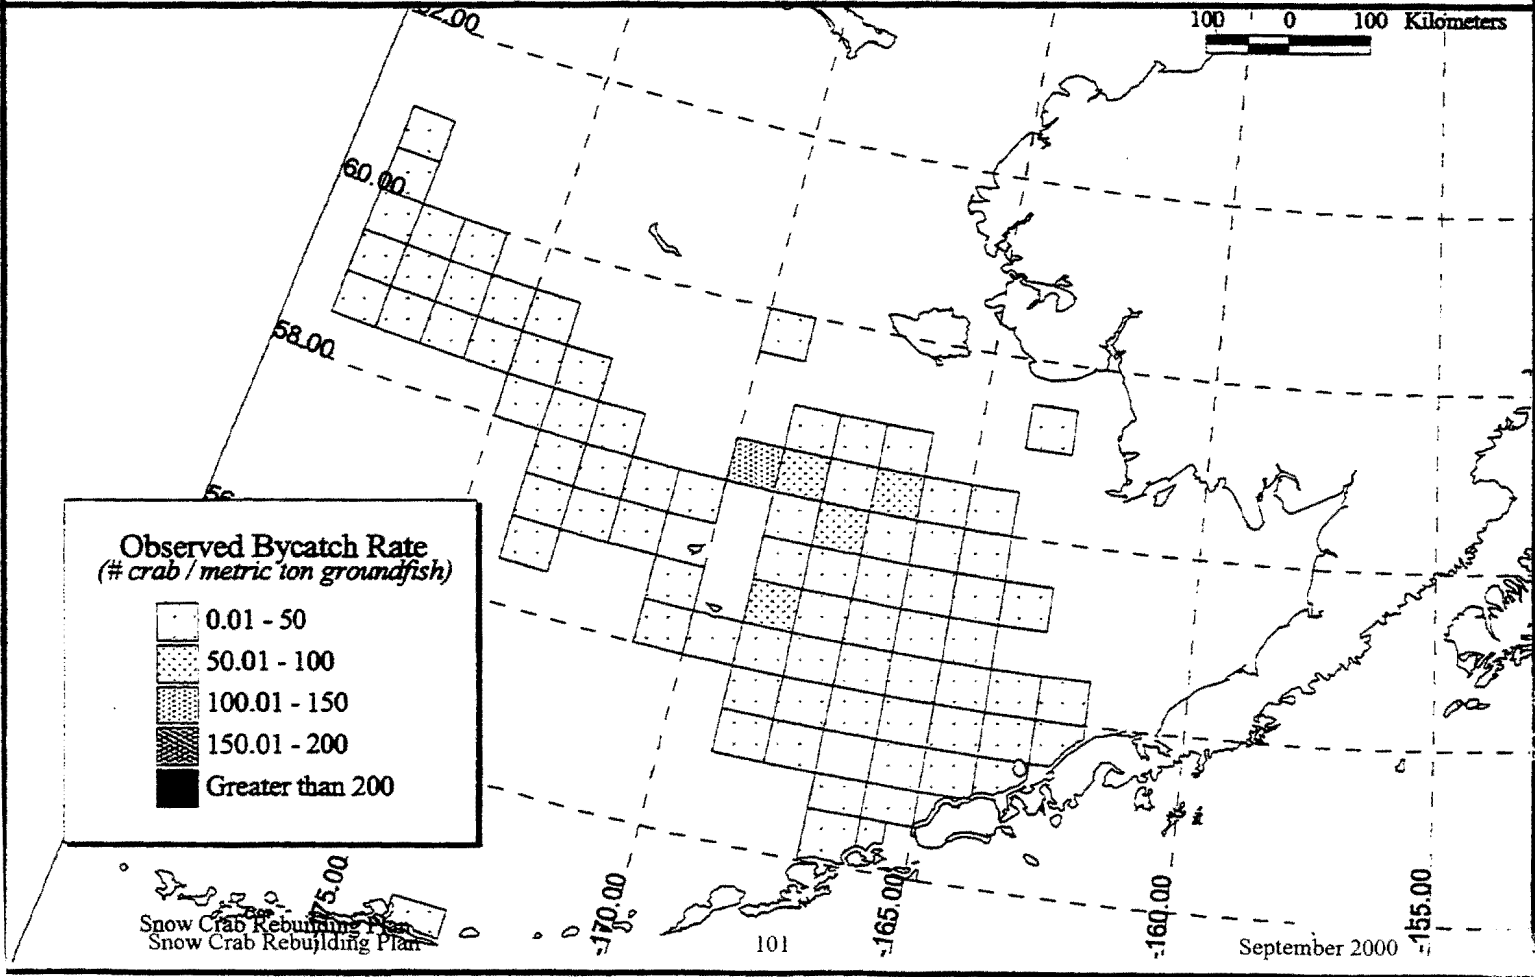 100 0 100 Kilometers
60.00
58.00
Observed Bycatch Rate
(# crab / metric ton groundfish)
0.01 - 50
50.01 - 100
100.01 - 150
150.01 - 200
Greater than 200
-170.00
-165.00
-160.00
-155.00
Snow Crab Rebuilding Plan
Snow Crab Rebuilding Plan
101
September 2000